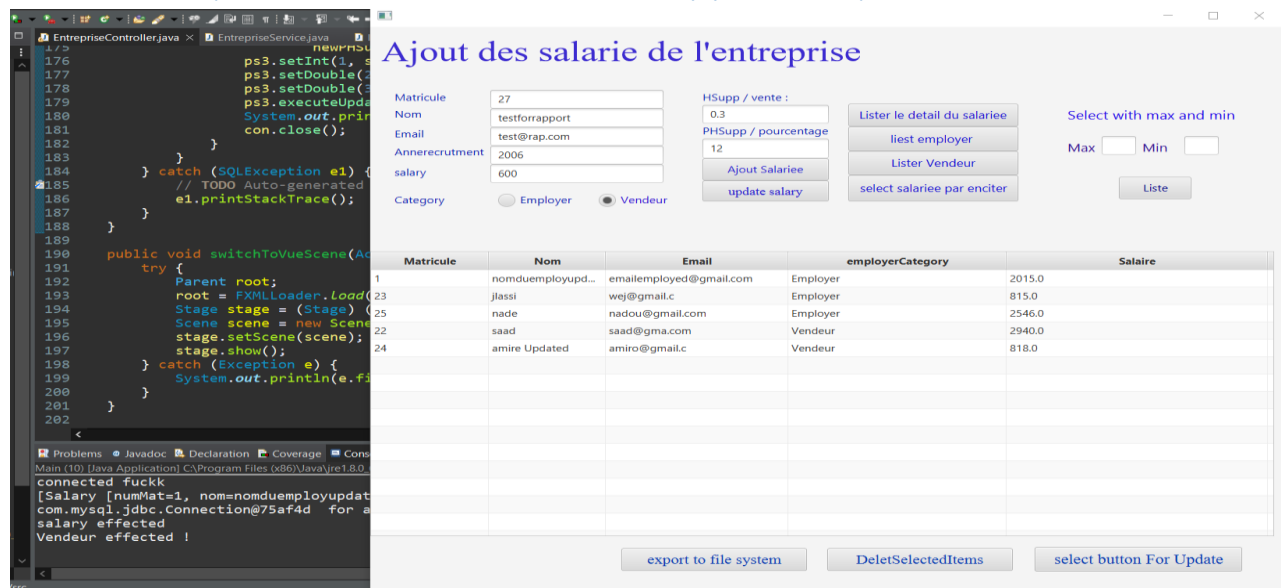 EntrepriseController.java
EntrepriseService.java
175 newPHSu
176 ps3.setInt(1, s
177 ps3.setDouble(2
178 ps3.setDouble(3
179 ps3.executeUpda
180 System.out.prin
181 con.close();
182 }
183 }
184 } catch (SQLException e1) {
185 // TODO Auto-generated
186 e1.printStackTrace();
187 }
188 }
189
190 public void switchToVueScene(Ac
191 try {
192 Parent root;
193 root = FXMLLoader.load(
194 Stage stage = (Stage) (
195 Scene scene = new Scene
196 stage.setScene(scene);
197 stage.show();
198 } catch (Exception e) {
199 System.out.println(e.fi
200 }
201 }
202
Problems Javadoc Declaration Coverage Cons
Main (10) [Java Application] C:\Program Files (x86)\Java\jre1.8.0_
connected fuckk
[Salary [numMat=1, nom=nomduemployupdat
com.mysql.jdbc.Connection@75af4d for a
salary effected
Vendeur effected !
Ajout des salarie de l'entreprise
Matricule 27
Nom testforrapport
Email test@rap.com
Annerecrutment 2006
salary 600
Category Employer Vendeur
HSupp / vente :
0.3
PHSupp / pourcentage
12
Ajout Salariee
update salary
Lister le detail du salariee
liest employer
Lister Vendeur
select salariee par enciter
Select with max and min
Max Min
Liste
Matricule Nom Email employerCategory Salaire
1 nomduemployupd... emailemployed@gmail.com Employer 2015.0
23 jlassi wej@gmail.c Employer 815.0
25 nade nadou@gmail.com Employer 2546.0
22 saad saad@gma.com Vendeur 2940.0
24 amire Updated amiro@gmail.c Vendeur 818.0
export to file system DeletSelectedItems select button For Update